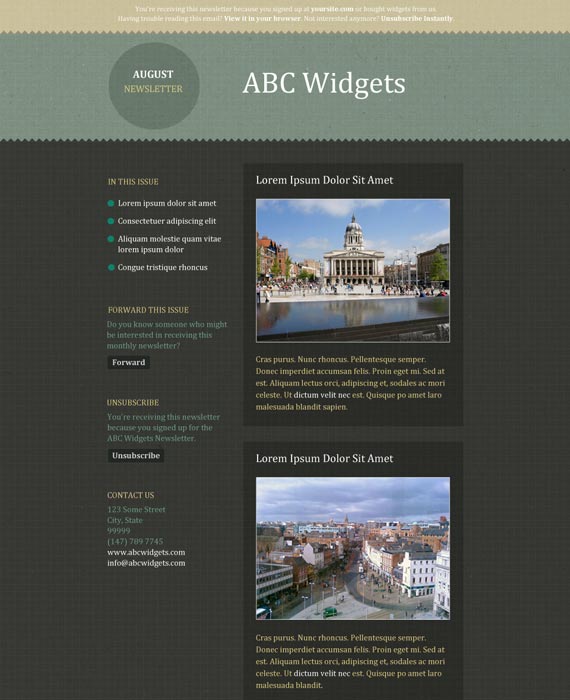 You're receiving this newsletter because you signed up at yoursite.com or bought widgets from us.
Having trouble reading this email? View it in your browser. Not interested anymore? Unsubscribe Instantly.
AUGUST
NEWSLETTER
ABC Widgets
IN THIS ISSUE
Lorem ipsum dolor sit amet
Consectetuer adipiscing elit
Aliquam molestie quam vitae
lorem ipsum dolor
Congue tristique rhoncus
FORWARD THIS ISSUE
Do you know someone who might
be interested in receiving this
monthly newsletter?
Forward
UNSUBSCRIBE
You're receiving this newsletter
because you signed up for the
ABC Widgets Newsletter.
Unsubscribe
CONTACT US
123 Some Street
City, State
99999
(147) 789 7745
www.abcwidgets.com
info@abcwidgets.com
Lorem Ipsum Dolor Sit Amet
Cras purus. Nunc rhoncus. Pellentesque semper.
Donec imperdiet accumsan felis. Proin eget mi. Sed at
est. Aliquam lectus orci, adipiscing et, sodales ac mori
celeste. Ut dictum velit nec est. Quisque po amet laro
malesuada blandit sapien.
Lorem Ipsum Dolor Sit Amet
Cras purus. Nunc rhoncus. Pellentesque semper.
Donec imperdiet accumsan felis. Proin eget mi. Sed at
est. Aliquam lectus orci, adipiscing et, sodales ac mori
celeste. Ut dictum velit nec est. Quisque po amet laro
malesuada blandit.